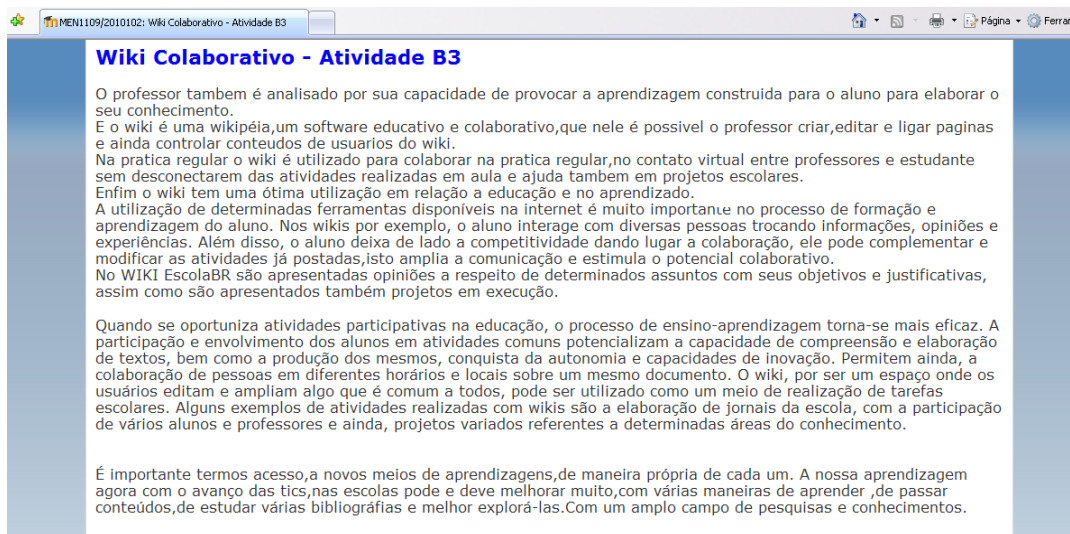 MEN1109/2010102: Wiki Colaborativo - Atividade B3
Página
Ferrar
Wiki Colaborativo - Atividade B3
O professor tambem é analisado por sua capacidade de provocar a aprendizagem construida para o aluno para elaborar o
seu conhecimento.
E o wiki é uma wikipéia,um software educativo e colaborativo,que nele é possivel o professor criar,editar e ligar paginas
e ainda controlar conteudos de usuarios do wiki.
Na pratica regular o wiki é utilizado para colaborar na pratica regular,no contato virtual entre professores e estudante
sem desconectarem das atividades realizadas em aula e ajuda tambem em projetos escolares.
Enfim o wiki tem uma ótima utilização em relação a educação e no aprendizado.
A utilização de determinadas ferramentas disponíveis na internet é muito importante no processo de formação e
aprendizagem do aluno. Nos wikis por exemplo, o aluno interage com diversas pessoas trocando informações, opiniões e
experiências. Além disso, o aluno deixa de lado a competitividade dando lugar a colaboração, ele pode complementar e
modificar as atividades já postadas,isto amplia a comunicação e estimula o potencial colaborativo.
No WIKI EscolaBR são apresentadas opiniões a respeito de determinados assuntos com seus objetivos e justificativas,
assim como são apresentados também projetos em execução.
Quando se oportuniza atividades participativas na educação, o processo de ensino-aprendizagem torna-se mais eficaz. A
participação e envolvimento dos alunos em atividades comuns potencializam a capacidade de compreensão e elaboração
de textos, bem como a produção dos mesmos, conquista da autonomia e capacidades de inovação. Permitem ainda, a
colaboração de pessoas em diferentes horários e locais sobre um mesmo documento. O wiki, por ser um espaço onde os
usuários editam e ampliam algo que é comum a todos, pode ser utilizado como um meio de realização de tarefas
escolares. Alguns exemplos de atividades realizadas com wikis são a elaboração de jornais da escola, com a participação
de vários alunos e professores e ainda, projetos variados referentes a determinadas áreas do conhecimento.
É importante termos acesso,a novos meios de aprendizagens,de maneira própria de cada um. A nossa aprendizagem
agora com o avanço das tics,nas escolas pode e deve melhorar muito,com várias maneiras de aprender ,de passar
conteúdos,de estudar várias bibliográfias e melhor explorá-las.Com um amplo campo de pesquisas e conhecimentos.